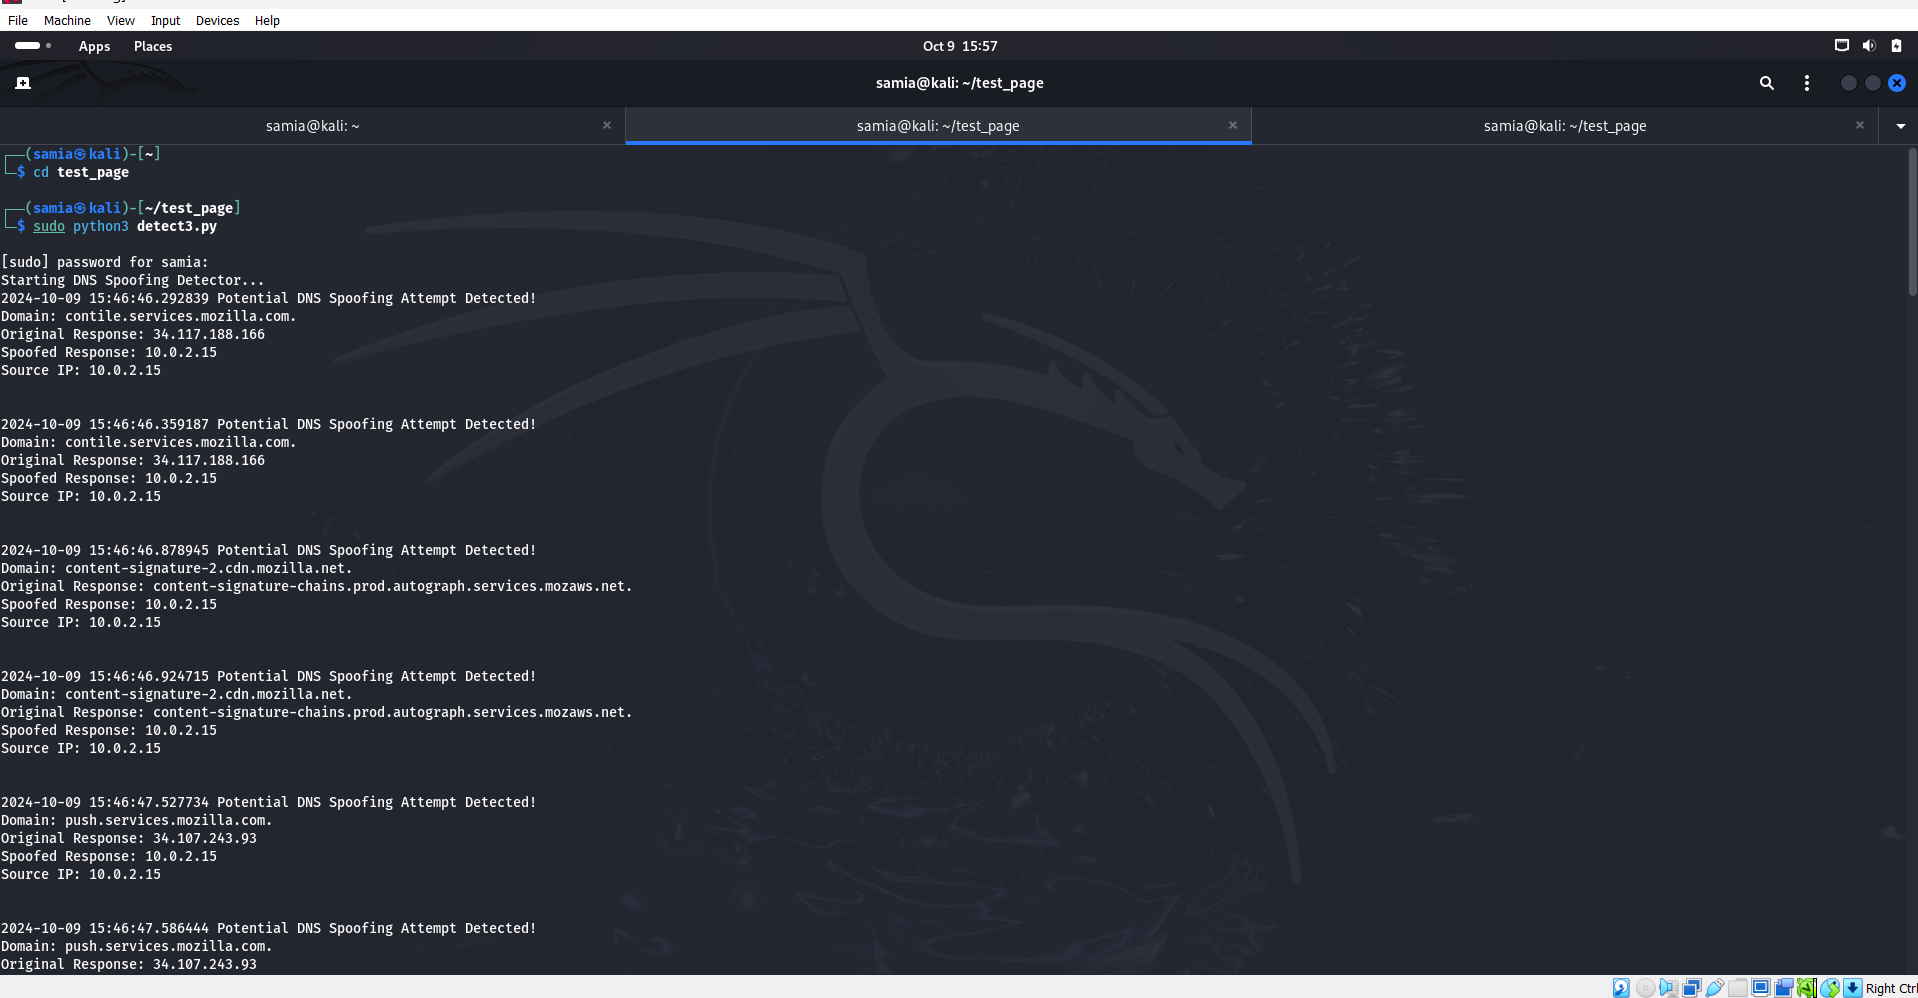 File Machine View Input Devices Help
Apps Places Oct 9 15:57
samia@kali: ~/test_page
samia@kali: ~ × samia@kali: ~/test_page × samia@kali: ~/test_page ×
┌──(samia㉿kali)-[~]
└─$ cd test_page
┌──(samia㉿kali)-[~/test_page]
└─$ sudo python3 detect3.py
[sudo] password for samia:
Starting DNS Spoofing Detector...
2024-10-09 15:46:46.292839 Potential DNS Spoofing Attempt Detected!
Domain: contile.services.mozilla.com.
Original Response: 34.117.188.166
Spoofed Response: 10.0.2.15
Source IP: 10.0.2.15
2024-10-09 15:46:46.359187 Potential DNS Spoofing Attempt Detected!
Domain: contile.services.mozilla.com.
Original Response: 34.117.188.166
Spoofed Response: 10.0.2.15
Source IP: 10.0.2.15
2024-10-09 15:46:46.878945 Potential DNS Spoofing Attempt Detected!
Domain: content-signature-2.cdn.mozilla.net.
Original Response: content-signature-chains.prod.autograph.services.mozaws.net.
Spoofed Response: 10.0.2.15
Source IP: 10.0.2.15
2024-10-09 15:46:46.924715 Potential DNS Spoofing Attempt Detected!
Domain: content-signature-2.cdn.mozilla.net.
Original Response: content-signature-chains.prod.autograph.services.mozaws.net.
Spoofed Response: 10.0.2.15
Source IP: 10.0.2.15
2024-10-09 15:46:47.527734 Potential DNS Spoofing Attempt Detected!
Domain: push.services.mozilla.com.
Original Response: 34.107.243.93
Spoofed Response: 10.0.2.15
Source IP: 10.0.2.15
2024-10-09 15:46:47.586444 Potential DNS Spoofing Attempt Detected!
Domain: push.services.mozilla.com.
Original Response: 34.107.243.93
Right Ctrl